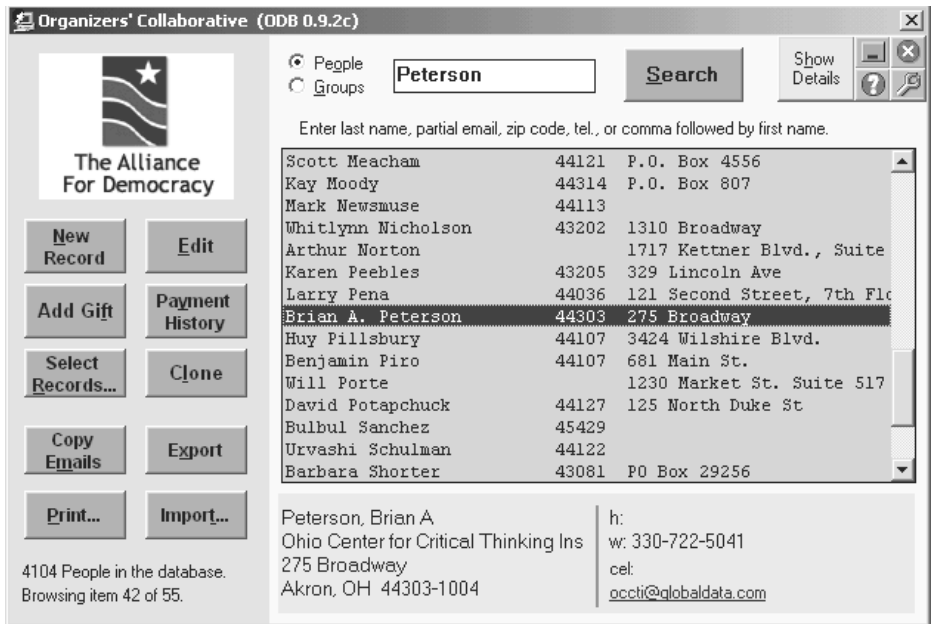 Organizers' Collaborative (ODB 0.9.2c)
The Alliance
For Democracy
New
Record
Edit
Add Gift
Payment
History
Select
Records...
Clone
Copy
Emails
Export
Print...
Import...
4104 People in the database.
Browsing item 42 of 55.
People
Groups
Peterson
Search
Show
Details
Enter last name, partial email, zip code, tel., or comma followed by first name.
Scott Meacham 44121 P.O. Box 4556
Kay Moody 44314 P.O. Box 807
Mark Newsmuse 44113
Whitlynn Nicholson 43202 1310 Broadway
Arthur Norton 1717 Kettner Blvd., Suite
Karen Peebles 43205 329 Lincoln Ave
Larry Pena 44036 121 Second Street, 7th Flo
Brian A. Peterson 44303 275 Broadway
Huy Pillsbury 44107 3424 Wilshire Blvd.
Benjamin Piro 44107 681 Main St.
Will Porte 1230 Market St. Suite 517
David Potapchuck 44127 125 North Duke St
Bulbul Sanchez 45429
Urvashi Schulman 44122
Barbara Shorter 43081 PO Box 29256
Peterson, Brian A
Ohio Center for Critical Thinking Ins
275 Broadway
Akron, OH 44303-1004
h:
w: 330-722-5041
cel:
occti@globaldata.com